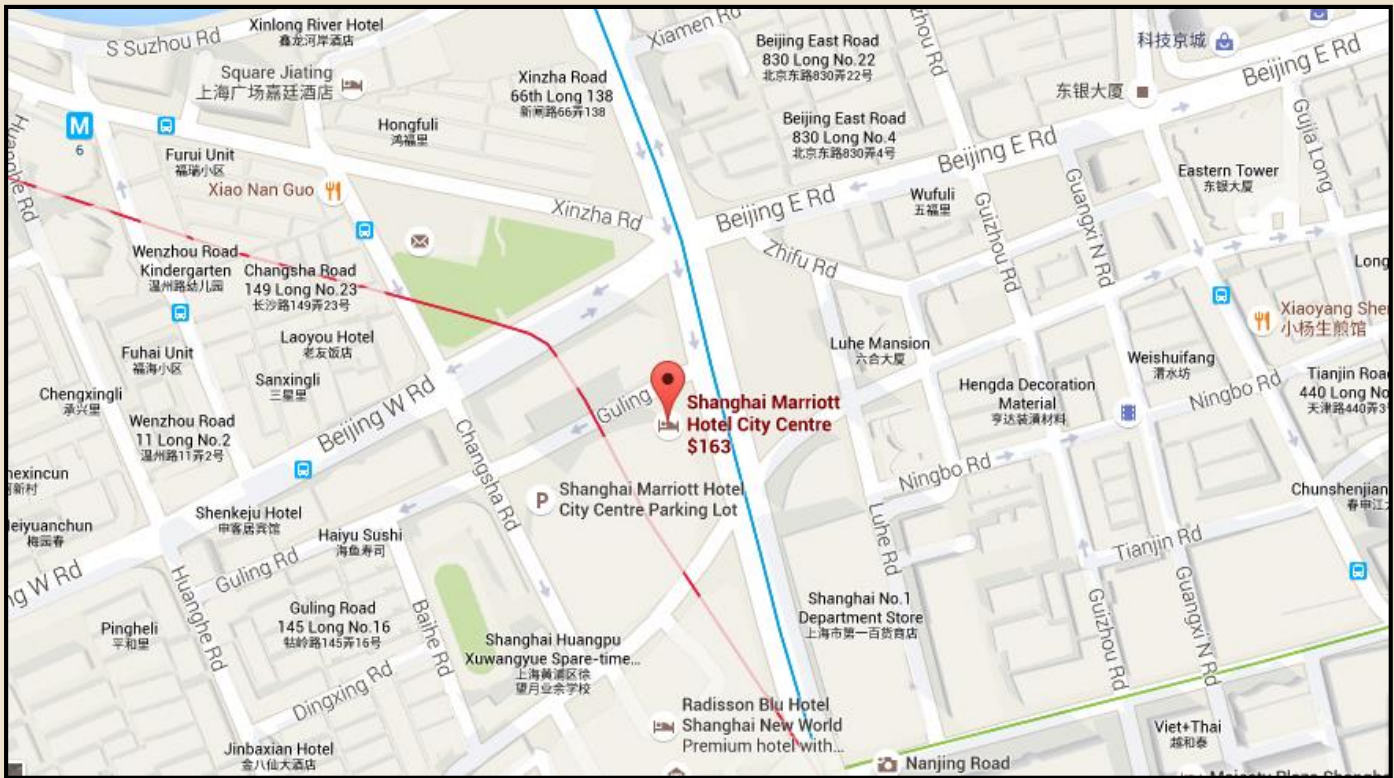 S Suzhou Rd
Xinlong River Hotel
鑫龙河岸酒店
Square Jiating
上海广场嘉廷酒店
M
6
Huanghe Rd
Furui Unit
福瑞小区
Xiao Nan Guo
Hongfuli
鸿福里
Xinzha Road
66th Long 138
新闸路66弄138
Xiamen Rd
Beijing East Road
830 Long No.22
北京东路830弄22号
Beijing East Road
830 Long No.4
北京东路830弄4号
zhou Rd
科技京城
东银大厦
Beijing E Rd
Beijing E Rd
Beijing E Rd
Gujia Long
Eastern Tower
东银大厦
Wufuli
五福里
Guizhou Rd
Guangxi N Rd
Xinzha Rd
Zhifu Rd
Wenzhou Road
Kindergarten
温州路幼儿园
Changsha Road
149 Long No.23
长沙路149弄23号
Laoyou Hotel
老友饭店
Fuhai Unit
福海小区
Sanxingli
三星里
Chengxingli
承兴里
Wenzhou Road
11 Long No.2
温州路11弄2号
Beijing W Rd
Changsha Rd
Guling
Shanghai Marriott
Hotel City Centre
$163
P
Shanghai Marriott Hotel
City Centre Parking Lot
Luhe Mansion
六合大厦
Hengda Decoration
Material
亨达装潢材料
Weishuifang
渭水坊
Long
Xiaoyang She
小杨生煎馆
Tianjin Roa
440 Long No
天津路440弄3
Ningbo Rd
Ningbo Rd
Chunshenjian
春申江
hexincun
新村
eiyuanchun
梅园春
ng W Rd
Shenkeju Hotel
申客居宾馆
Haiyu Sushi
海鱼寿司
Guling Rd
Huanghe Rd
Guling Road
145 Long No.16
牯岭路145弄16号
Baihe Rd
Pingheli
平和里
Dingxing Rd
Jinbaxian Hotel
金八仙大酒店
Shanghai Huangpu
Xuwangyue Spare-time...
上海黄浦区徐
望月业余学校
Luhe Rd
Tianjin Rd
Guizhou Rd
Guangxi N Rd
Shanghai No.1
Department Store
上海市第一百货商店
Radisson Blu Hotel
Shanghai New World
Premium hotel with...
Nanjing Road
Viet+Thai
越和泰